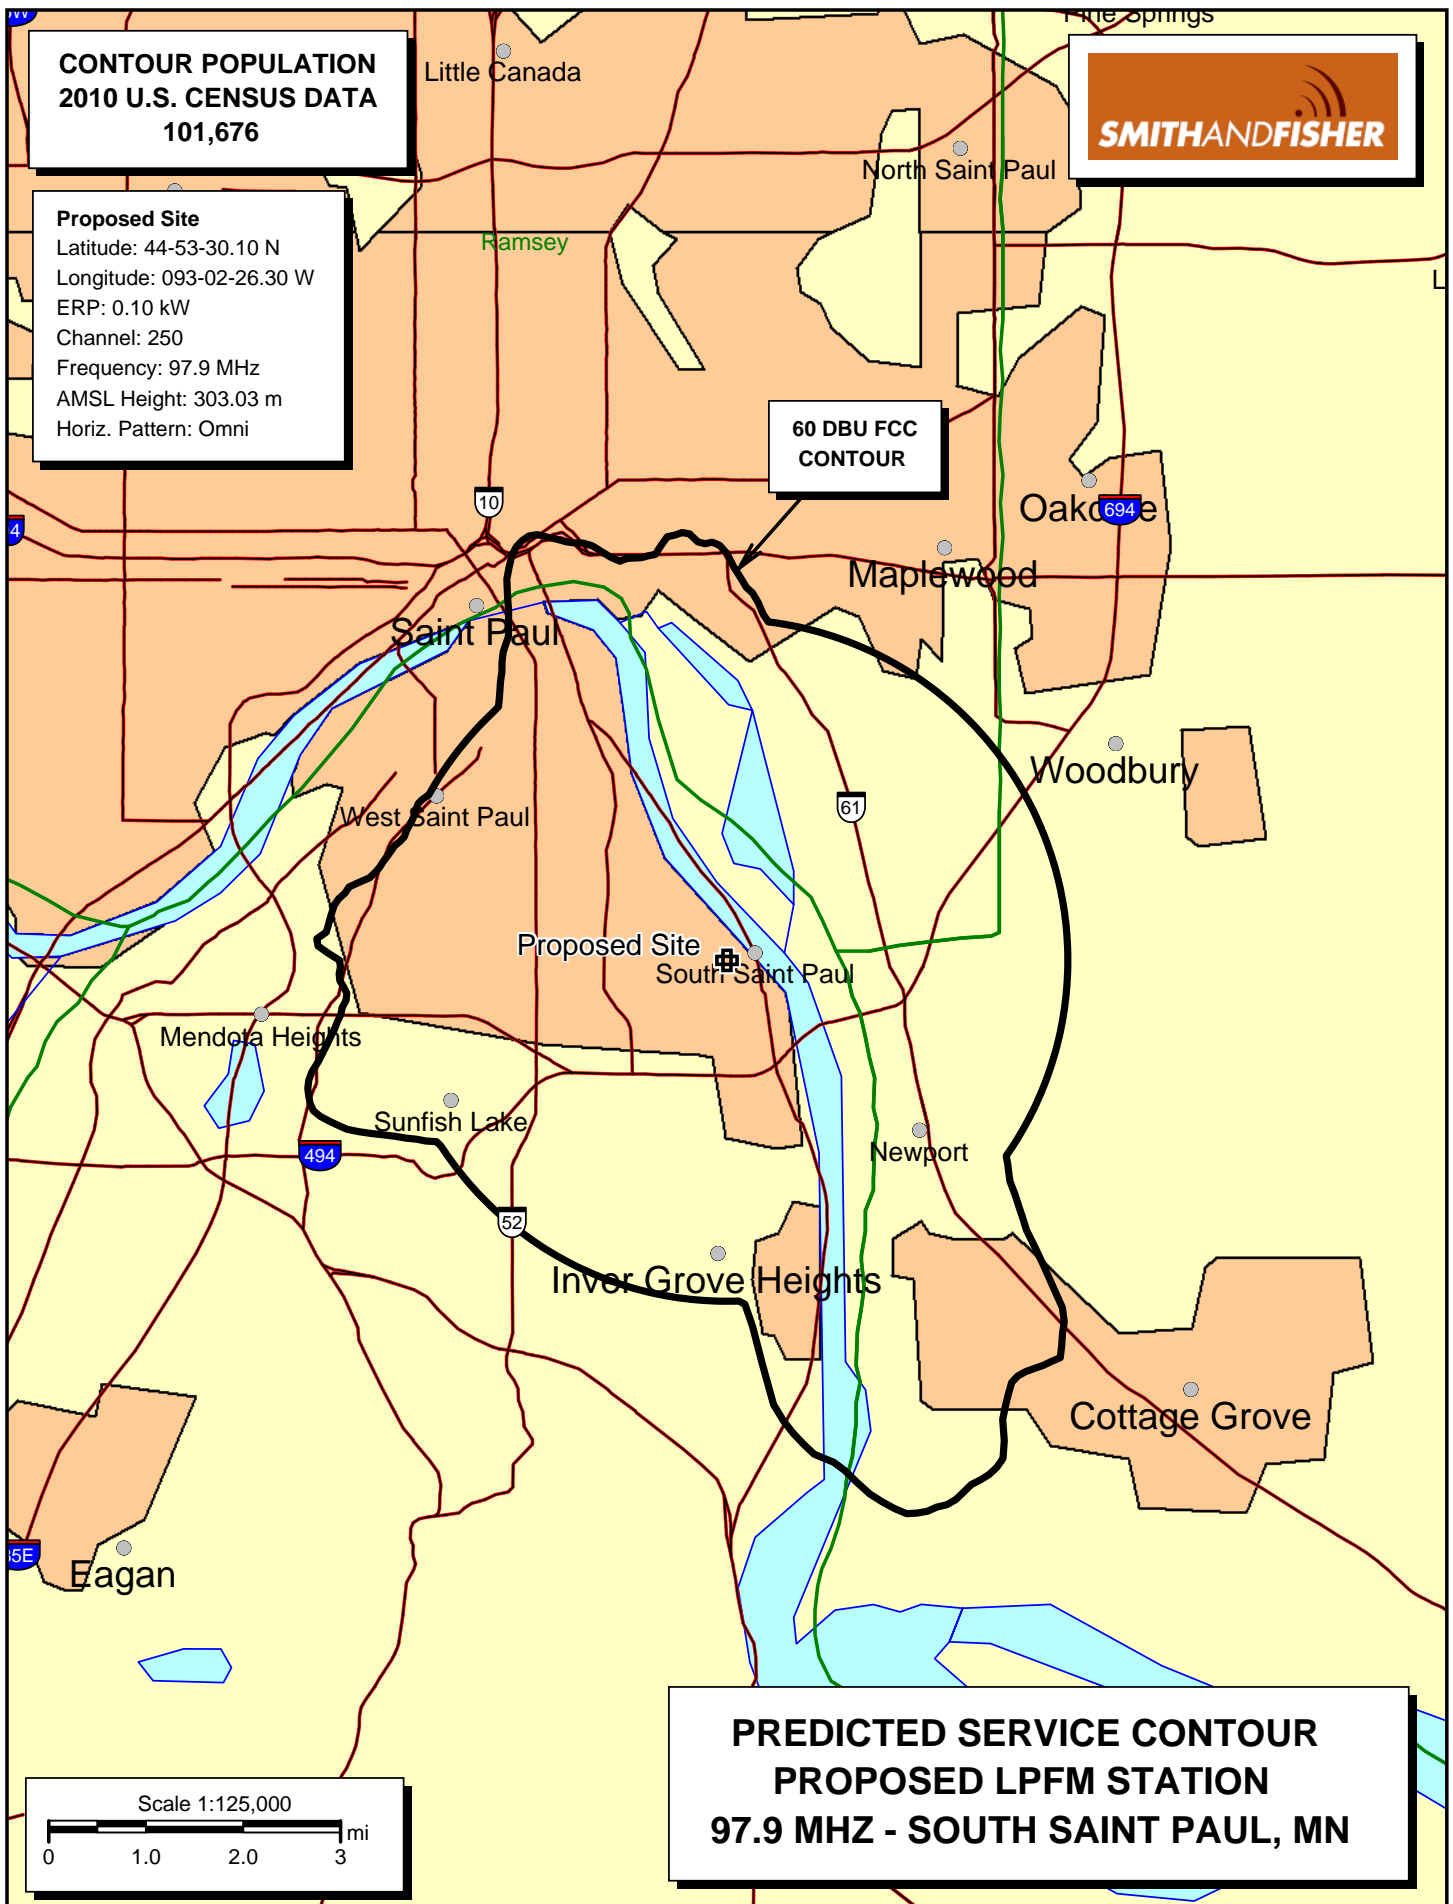 Pine Springs
CONTOUR POPULATION
2010 U.S. CENSUS DATA
101,676
Little Canada
SMITHANDFISHER
North Saint Paul
Proposed Site
Latitude: 44-53-30.10 N
Longitude: 093-02-26.30 W
ERP: 0.10 kW
Channel: 250
Frequency: 97.9 MHz
AMSL Height: 303.03 m
Horiz. Pattern: Omni
Ramsey
L
60 DBU FCC
CONTOUR
10
Oakdale
694
4
Maplewood
Saint Paul
Woodbury
West Saint Paul
61
Proposed Site
South Saint Paul
Mendota Heights
Sunfish Lake
494
Newport
52
Inver Grove Heights
Cottage Grove
35E
Eagan
PREDICTED SERVICE CONTOUR
PROPOSED LPFM STATION
97.9 MHZ - SOUTH SAINT PAUL, MN
Scale 1:125,000
mi
0 1.0 2.0 3